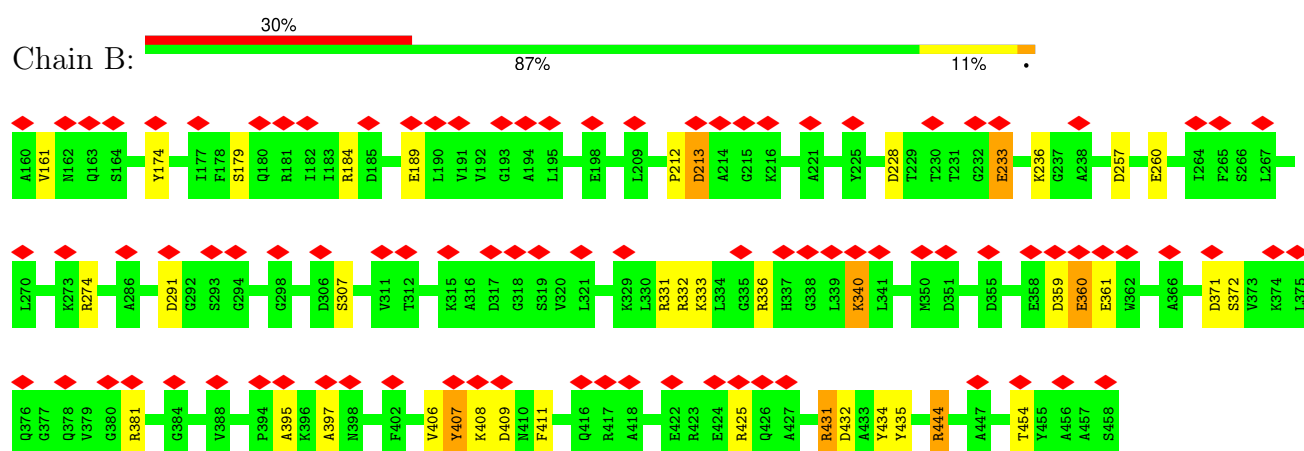 30%
Chain B:
87% 11% •
A160 V161 N162 Q163 S164 Y174 I177 F178 S179 Q180 R181 I182 I183 R184 D185 E189 L190 V191 V192 G193 A194 L195 E198 L209 P212 D213 A214 G215 K216 A221 Y225 D228 T229 T230 T231 G232 E233 K236 G237 A238 D257 E260 I264 F265 S266 L267
L270 K273 R274 A286 D291 G292 S293 G294 G298 D306 S307 V311 T312 K315 A316 D317 G318 S319 V320 L321 K329 L330 R331 R332 K333 L334 G335 R336 H337 G338 L339 K340 L341 M350 D351 D355 E358 D359 E360 E361 W362 A366 D371 S372 V373 K374 L375
Q376 G377 Q378 V379 G380 R381 G384 V388 P394 A395 K396 A397 N398 F402 V406 Y407 K408 D409 N410 F411 Q416 R417 A418 E422 R423 E424 R425 Q426 A427 R431 D432 A433 Y434 Y435 R444 A447 T454 Y455 A456 A457 S458